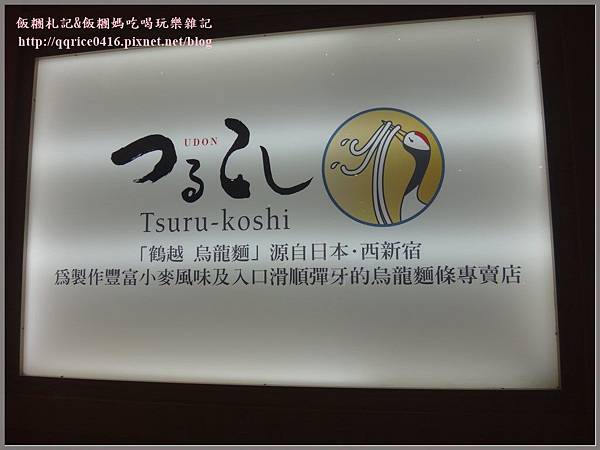 飯糰札記&飯糰媽吃喝玩樂雜記
http://qqrice0416.pixnet.net/blog
UDON
つるこし
Tsuru-koshi
「鶴越 烏龍麵」源自日本·西新宿
為製作豐富小麥風味及入口滑順彈牙的烏龍麵條專賣店